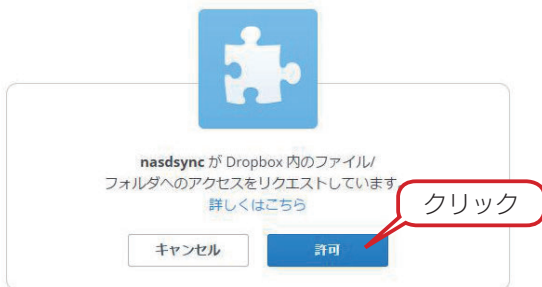 nasdsync が Dropbox 内のファイル/
フォルダへのアクセスをリクエストしています。
詳しくはこちら
クリック
キャンセル
許可